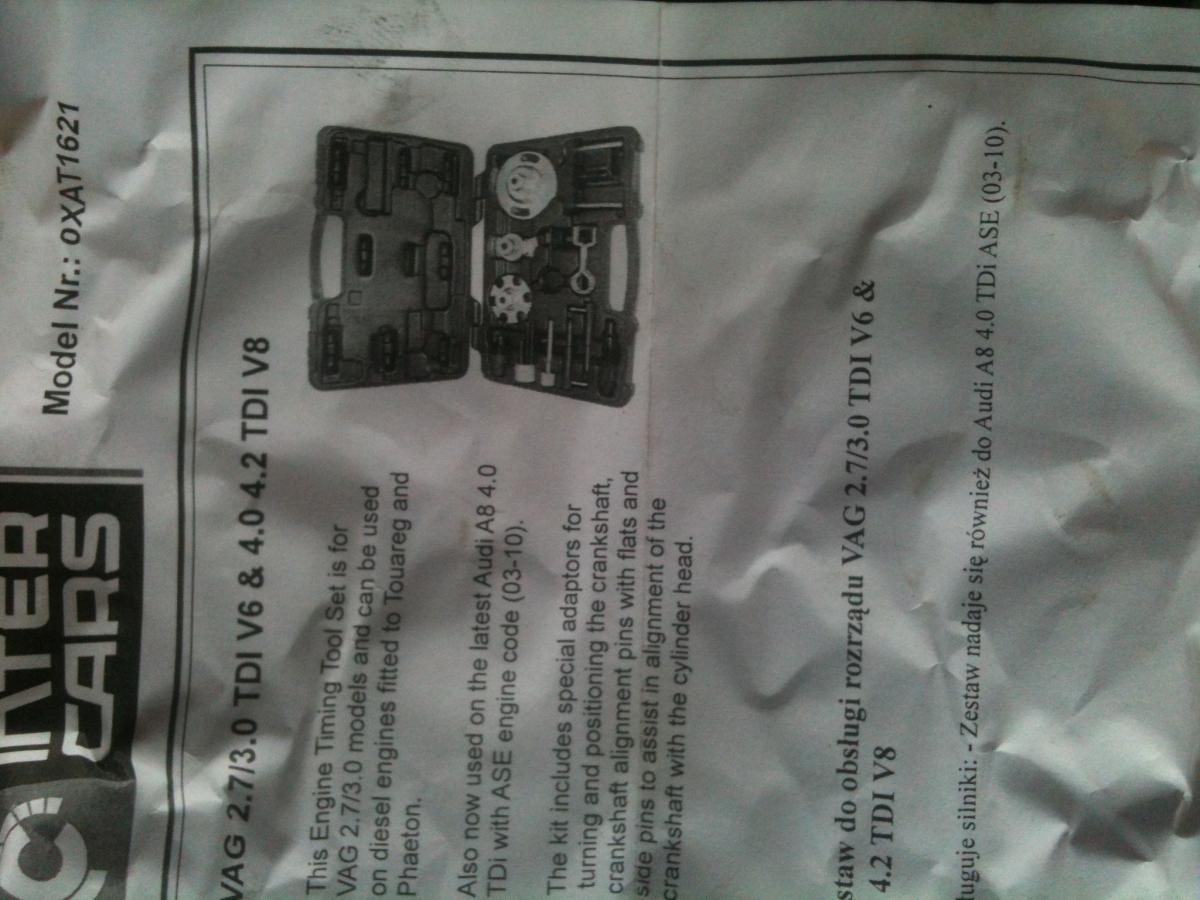 INTER
CARS
Model Nr.: 0XAT1621
VAG 2.7/3.0 TDI V6 & 4.0 4.2 TDI V8
This Engine Timing Tool Set is for
VAG 2.7/3.0 models and can be used
on diesel engines fitted to Touareg and
Phaeton.
Also now used on the latest Audi A8 4.0
TDi with ASE engine code (03-10).
The kit includes special adaptors for
turning and positioning the crankshaft,
crankshaft alignment pins with flats and
side pins to assist in alignment of the
crankshaft with the cylinder head.
staw do obsługi rozrządu VAG 2.7/3.0 TDI V6 &
4.2 TDI V8
ługuje silniki: - Zestaw nadaje się również do Audi A8 4.0 TDi ASE (03-10).